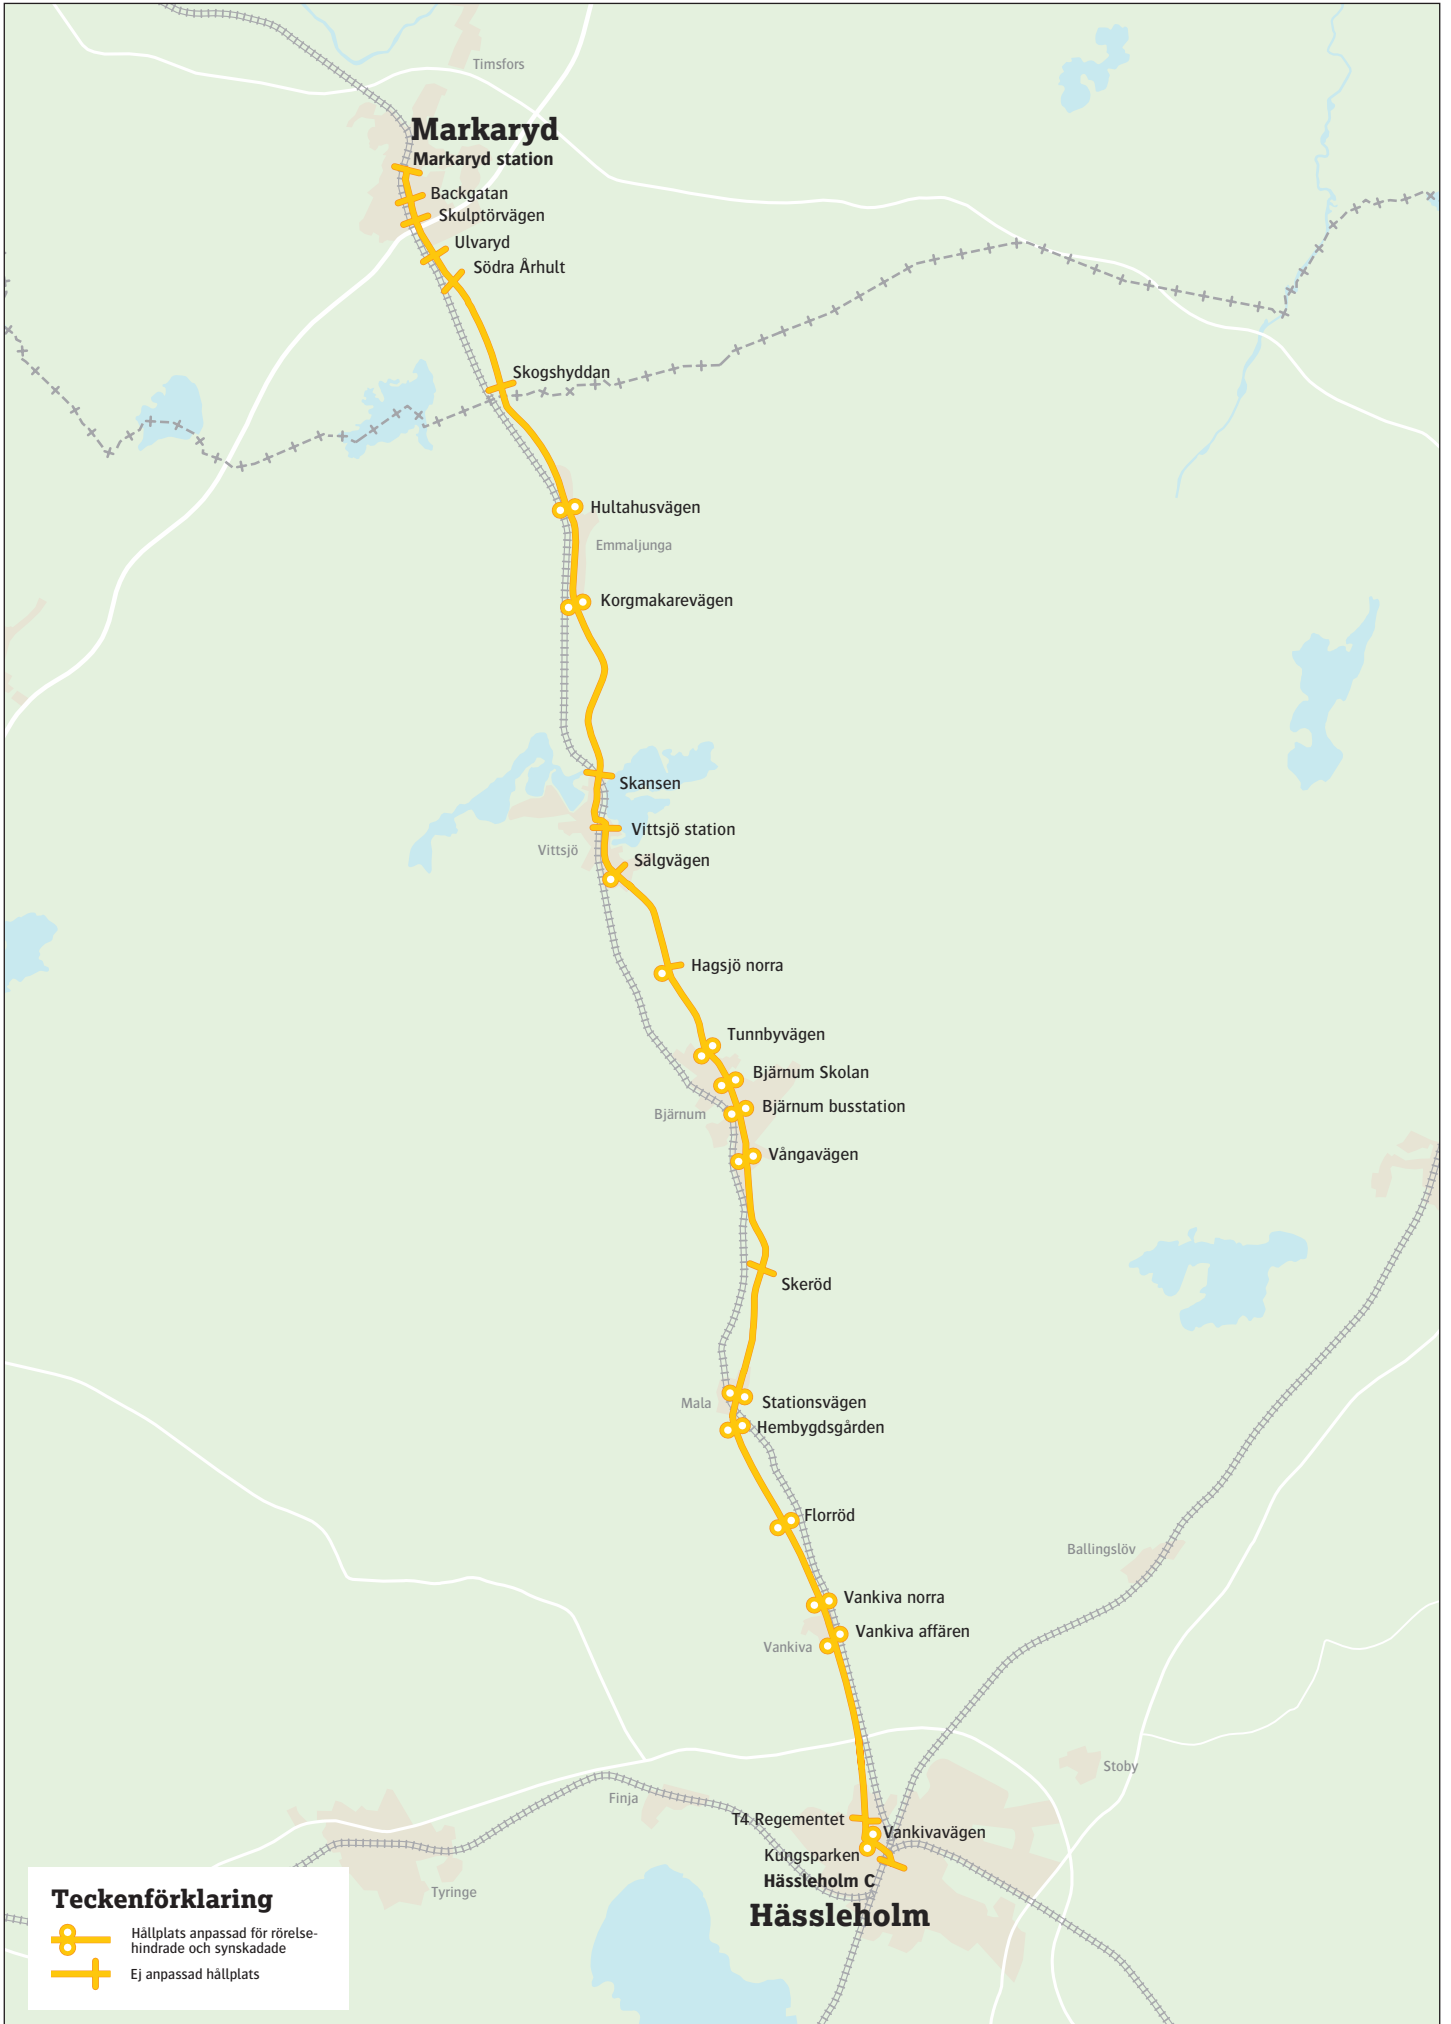 Timsfors
Markaryd
Markaryd station
Backgatan
Skulptörvägen
Ulvaryd
Södra Århult
Skogshyddan
Hultahusvägen
Emmaljunga
Korgmakarevägen
Skansen
Vittsjö station
Vittsjö
Sälgvägen
Hagsjö norra
Tunnbyvägen
Bjärnum Skolan
Bjärnum busstation
Bjärnum
Vångavägen
Skeröd
Mala
Stationsvägen
Hembygdsgården
Florröd
Ballingslöv
Vankiva norra
Vankiva affären
Vankiva
Stoby
Finja
T4 Regementet
Vankivavägen
Kungsparken
Hässleholm C
Tyringe
Hässleholm
Teckenförklaring
Hållplats anpassad för rörelse-
hindrade och synskadade
Ej anpassad hållplats